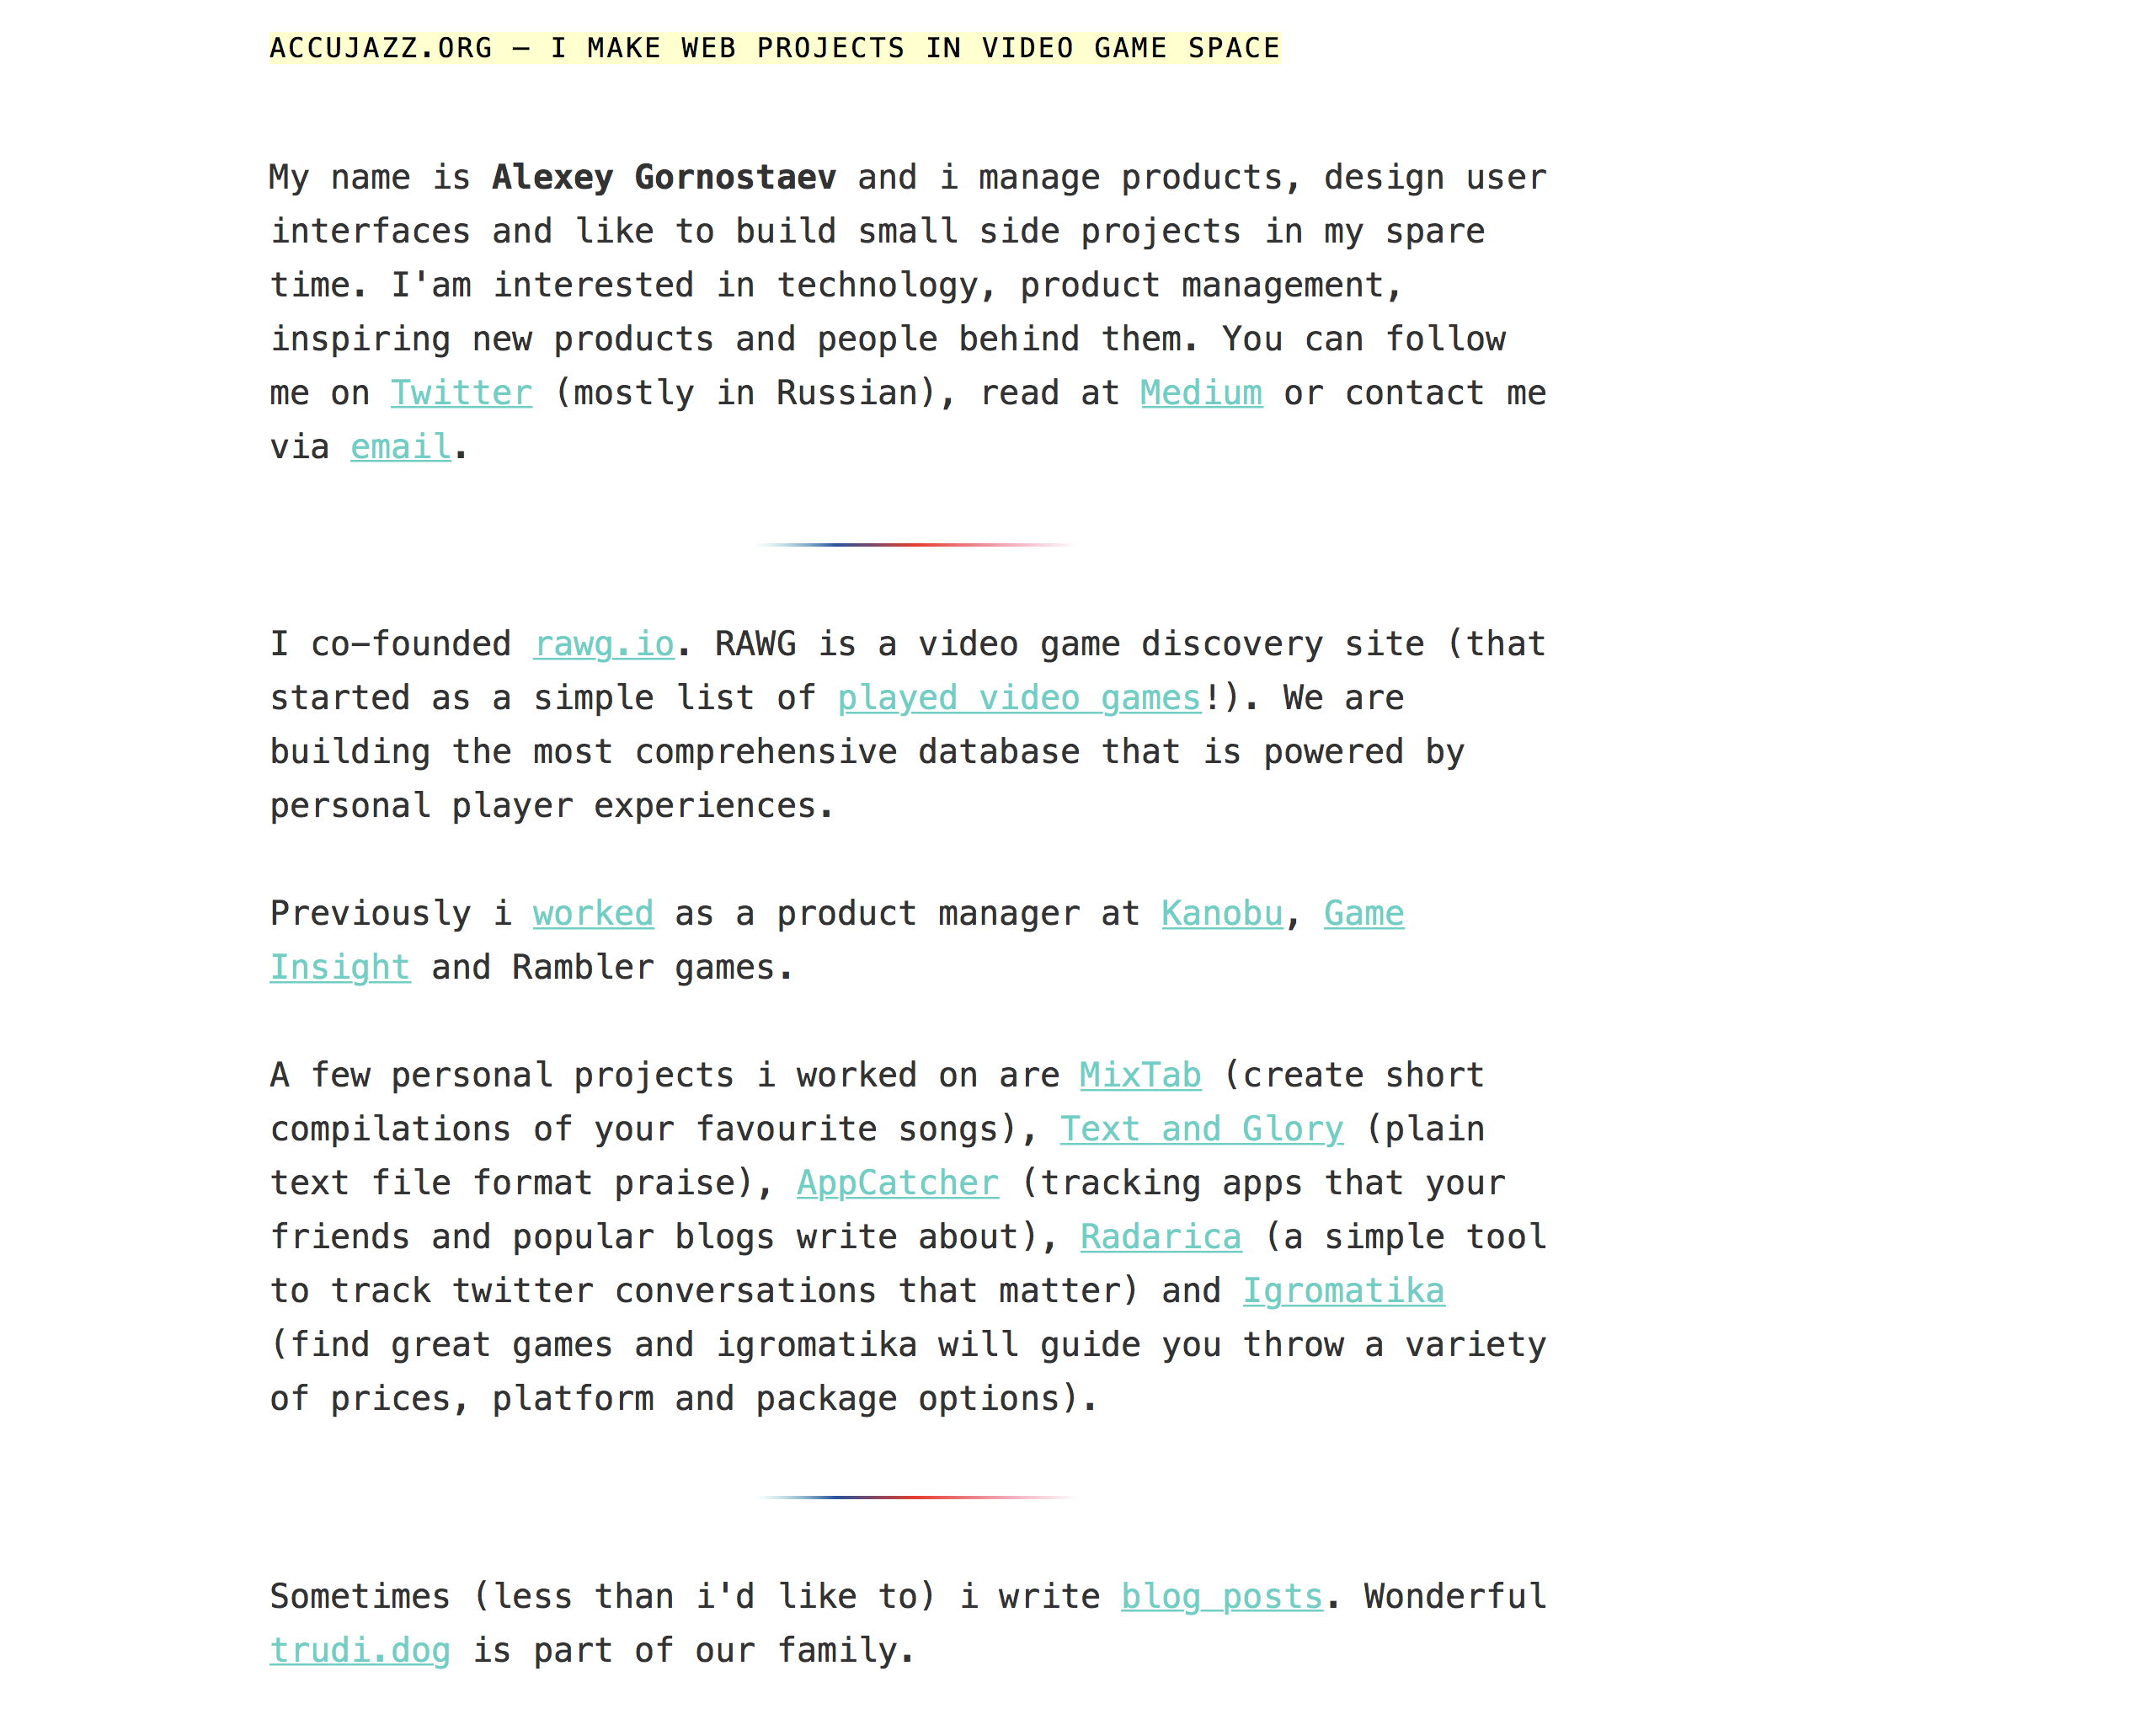 ACCUJAZZ.ORG — I MAKE WEB PROJECTS IN VIDEO GAME SPACE
My name is Alexey Gornostaev and i manage products, design user
interfaces and like to build small side projects in my spare
time. I'am interested in technology, product management,
inspiring new products and people behind them. You can follow
me on Twitter (mostly in Russian), read at Medium or contact me
via email.
I co—founded rawg.io. RAWG is a video game discovery site (that
started as a simple list of played video games!). We are
building the most comprehensive database that is powered by
personal player experiences.
Previously i worked as a product manager at Kanobu, Game
Insight and Rambler games.
A few personal projects i worked on are MixTab (create short
compilations of your favourite songs), Text and Glory (plain
text file format praise), AppCatcher (tracking apps that your
friends and popular blogs write about), Radarica (a simple tool
to track twitter conversations that matter) and Igromatika
(find great games and igromatika will guide you throw a variety
of prices, platform and package options).
Sometimes (less than i'd like to) i write blog posts. Wonderful
trudi.dog is part of our family.